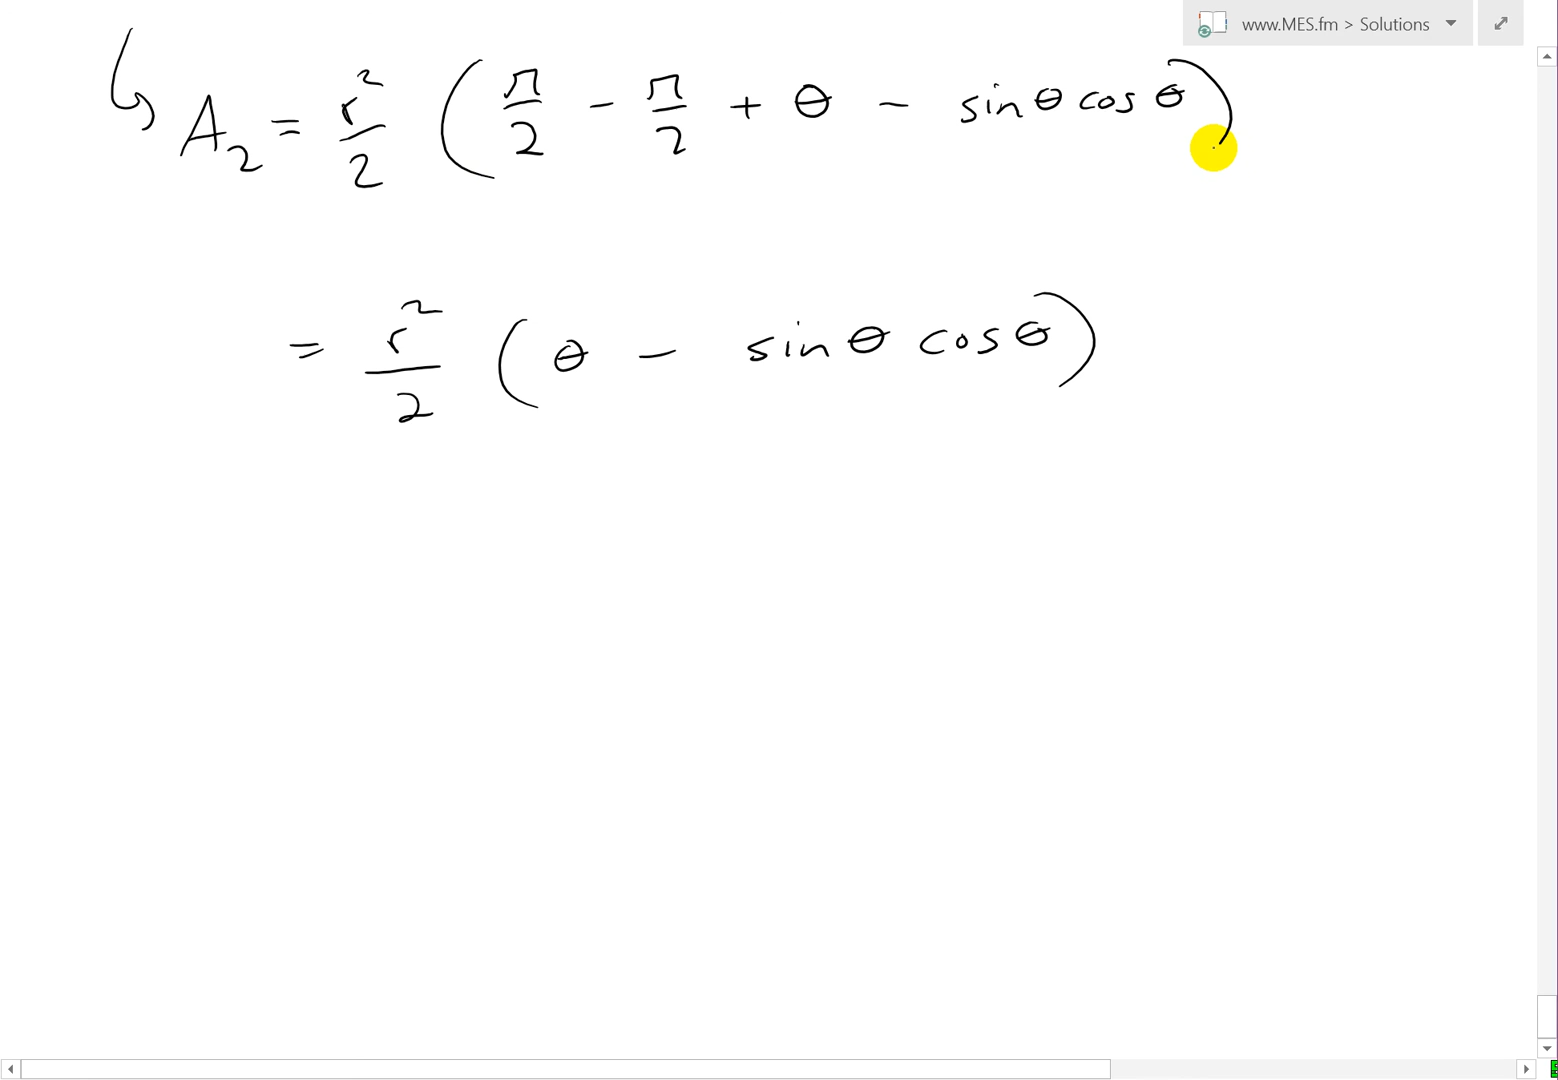 www.MES.fm > Solutions
A₂ = r²/2 (π/2 - π/2 + θ - sinθ cosθ)
= r²/2 (θ - sinθ cosθ)